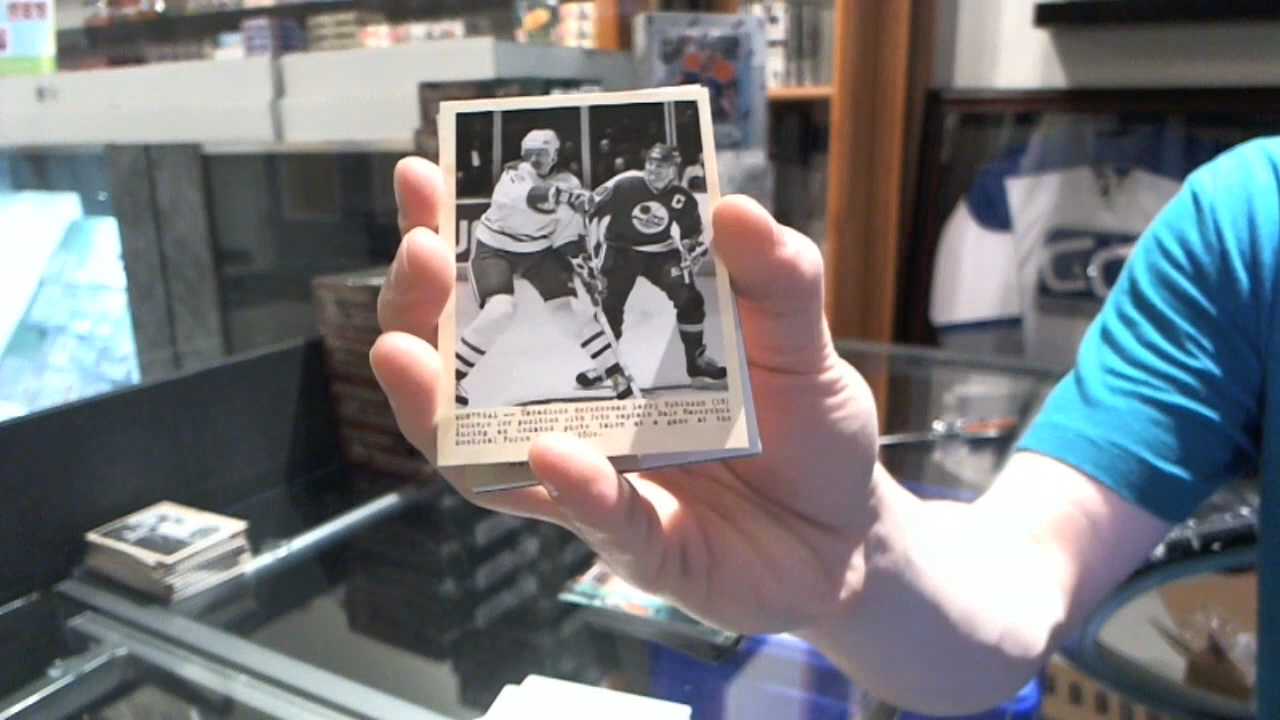 C
MONTREAL -- Canadiens defenseman Larry Robinson (19)
jockeys for position with Jets captain Dale Hawerchuk
during an undated photo taken at a game at the
Montreal Forum 1980s.